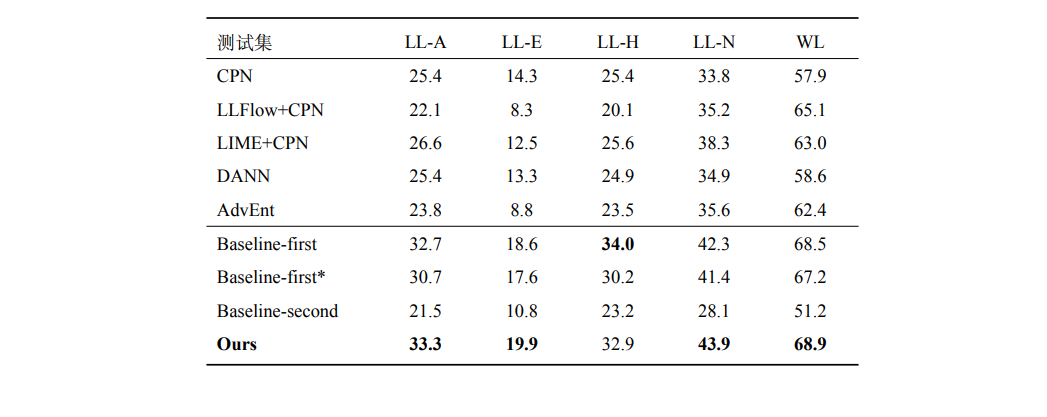 测试集 LL-A LL-E LL-H LL-N WL
CPN 25.4 14.3 25.4 33.8 57.9
LLFlow+CPN 22.1 8.3 20.1 35.2 65.1
LIME+CPN 26.6 12.5 25.6 38.3 63.0
DANN 25.4 13.3 24.9 34.9 58.6
AdvEnt 23.8 8.8 23.5 35.6 62.4
Baseline-first 32.7 18.6 34.0 42.3 68.5
Baseline-first* 30.7 17.6 30.2 41.4 67.2
Baseline-second 21.5 10.8 23.2 28.1 51.2
Ours 33.3 19.9 32.9 43.9 68.9